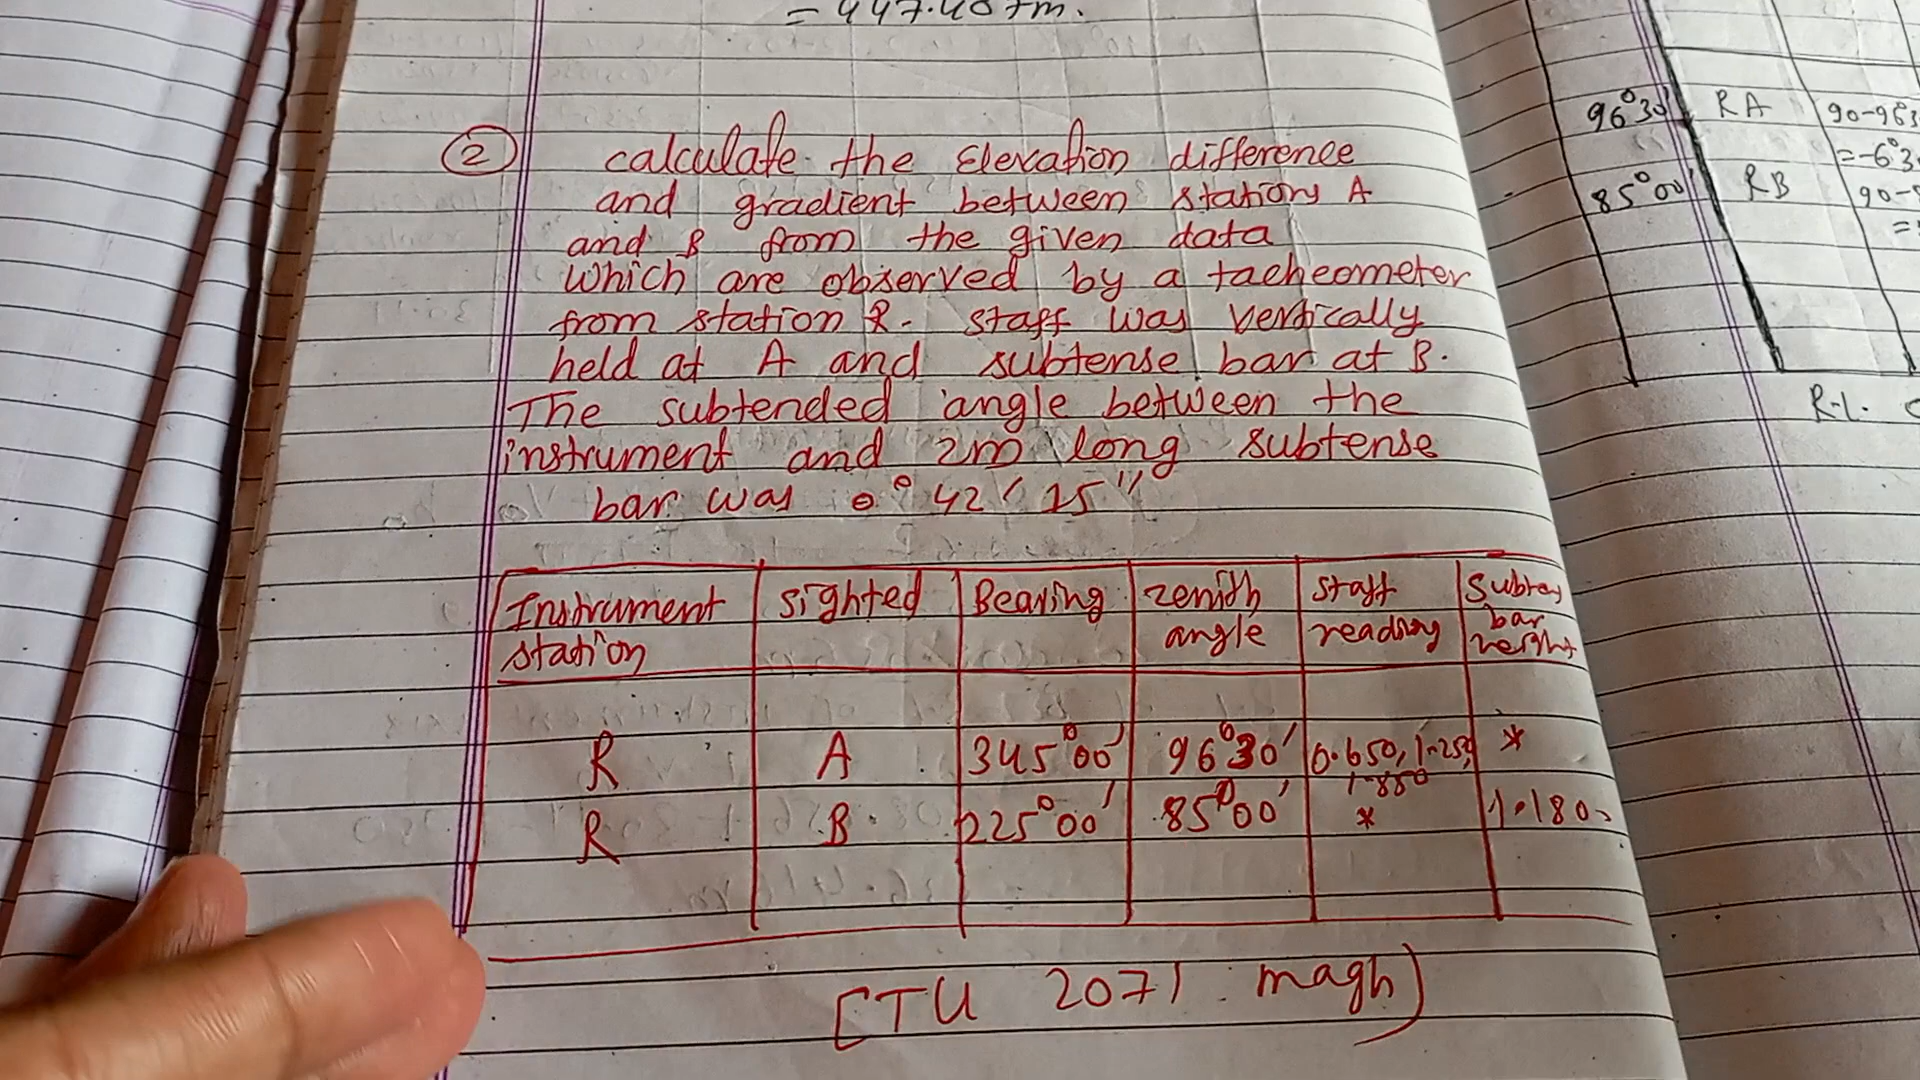 = 447.407m.
② calculate the Elevation difference
and gradient between stations A
and B from the given data
which are observed by a tacheometer
from station R. staff was vertically
held at A and subtense bar at B.
The subtended angle between the
instrument and 2m long subtense
bar was 0°42'15"
Instrument station sighted Bearing zenith angle staff reading
bar height
R A 345°00' 96°30' 0.650, 1.250, 1.850 *
R B 225°00' 85°00' * 1.180
[TU 2071 magh)
96°30' RA 90-96°3
=-6°3
85°00' RB 90-
=
R.L.